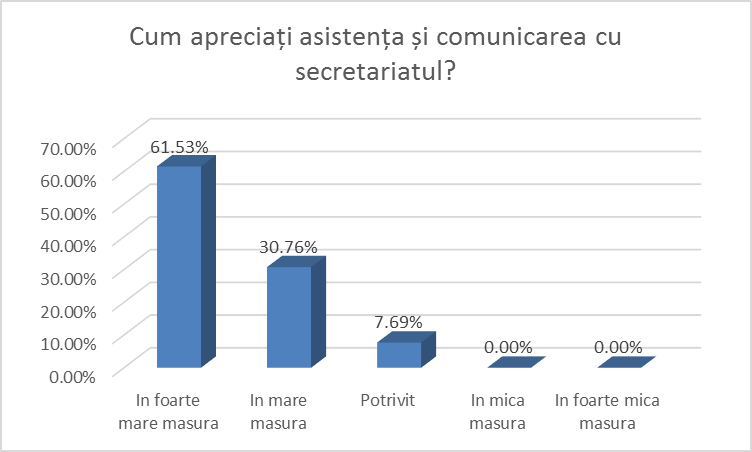 Cum apreciați asistența și comunicarea cu
secretariatul?
70.00%
60.00%
50.00%
40.00%
30.00%
20.00%
10.00%
0.00%
61.53%
30.76%
7.69%
0.00%
0.00%
In foarte
mare masura
In mare
masura
Potrivit
In mica
masura
In foarte mica
masura